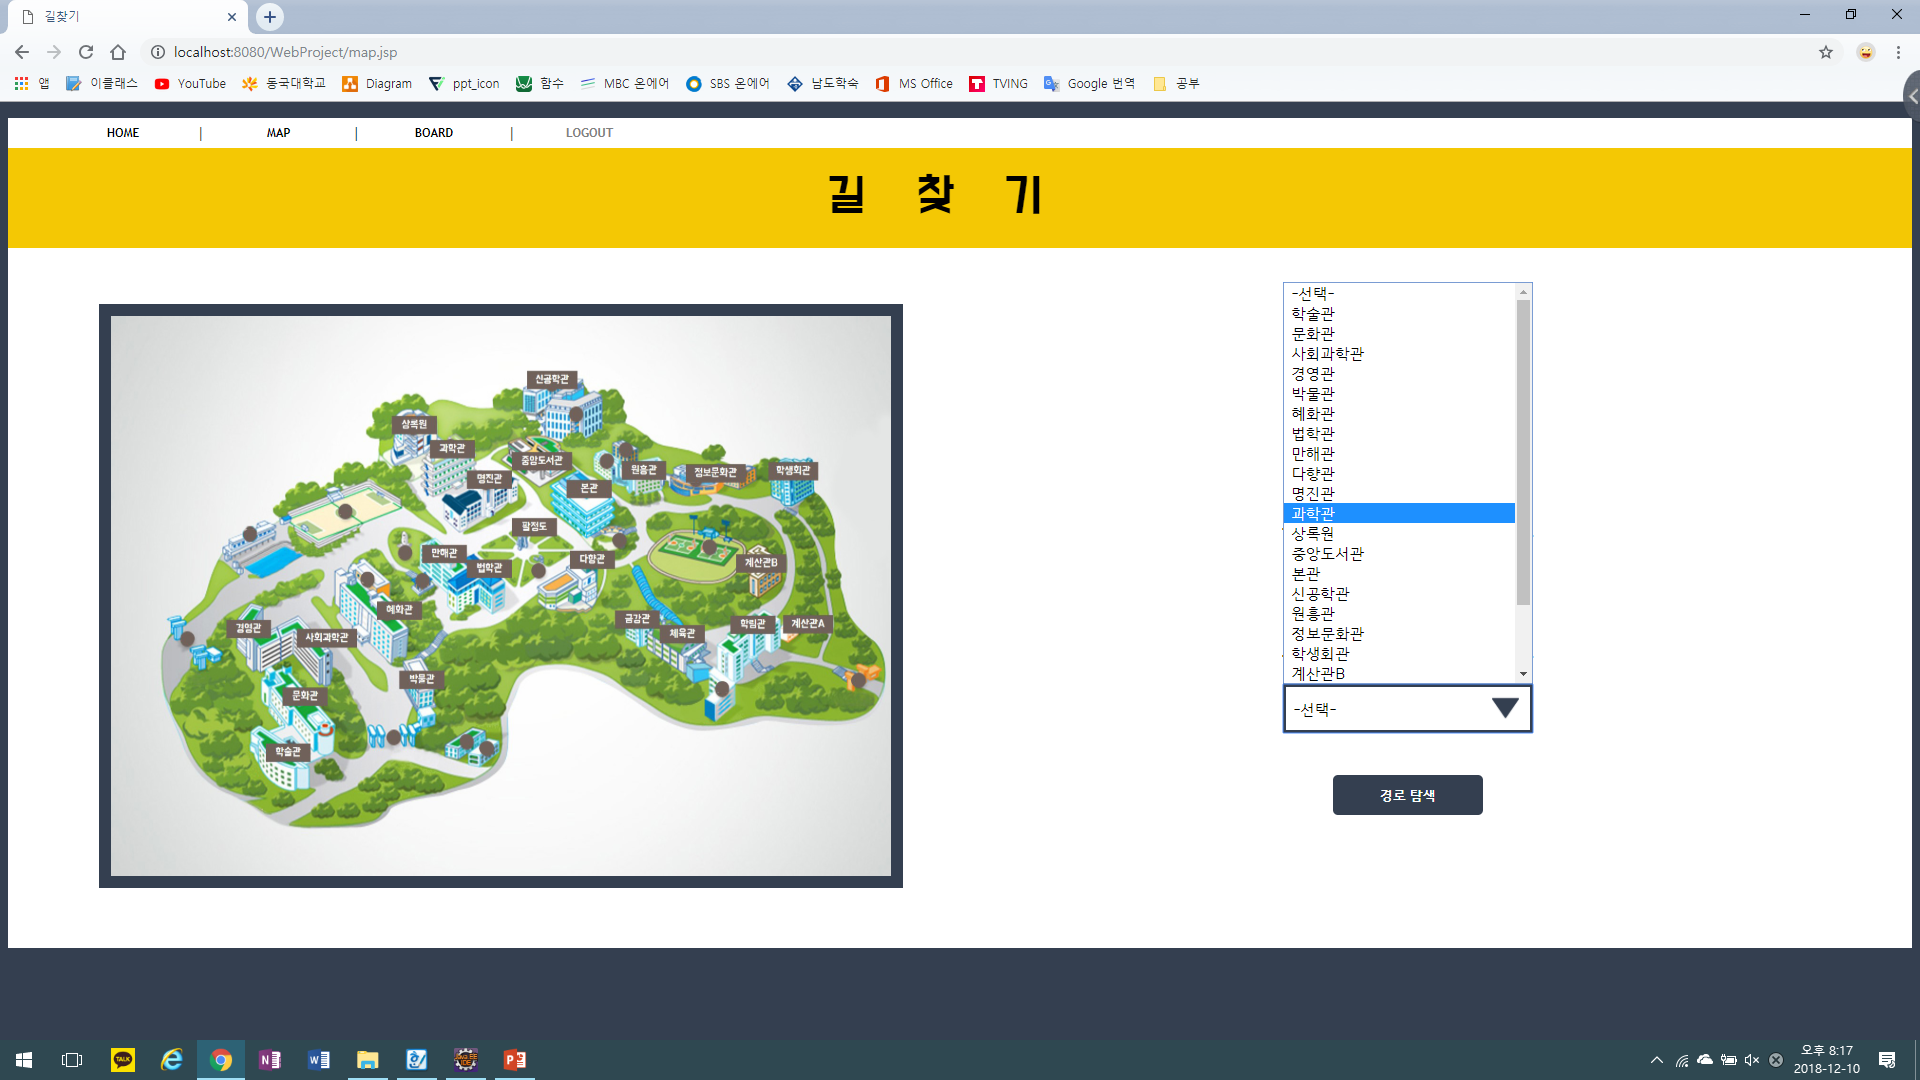 길찾기
localhost:8080/WebProject/map.jsp
앱 이클래스 YouTube 동국대학교 Diagram ppt_icon 함수 MBC 온에어 SBS 온에어 남도학숙 MS Office TVING Google 번역 공부
HOME | MAP | BOARD | LOGOUT
길 찾 기
신공학관
상록원
과학관
중앙도서관
명진관
원흥관
정보문화관
학생회관
본관
팔정도
만해관
법학관
다향관
계산관B
혜화관
경영관
사회과학관
금강관
체육관
학림관
계산관A
박물관
문화관
학술관
-선택-
학술관
문화관
사회과학관
경영관
박물관
혜화관
법학관
만해관
다향관
명진관
과학관
상록원
중앙도서관
본관
신공학관
원흥관
정보문화관
학생회관
계산관B
-선택-
경로 탐색
TALK
오후 8:17
2018-12-10